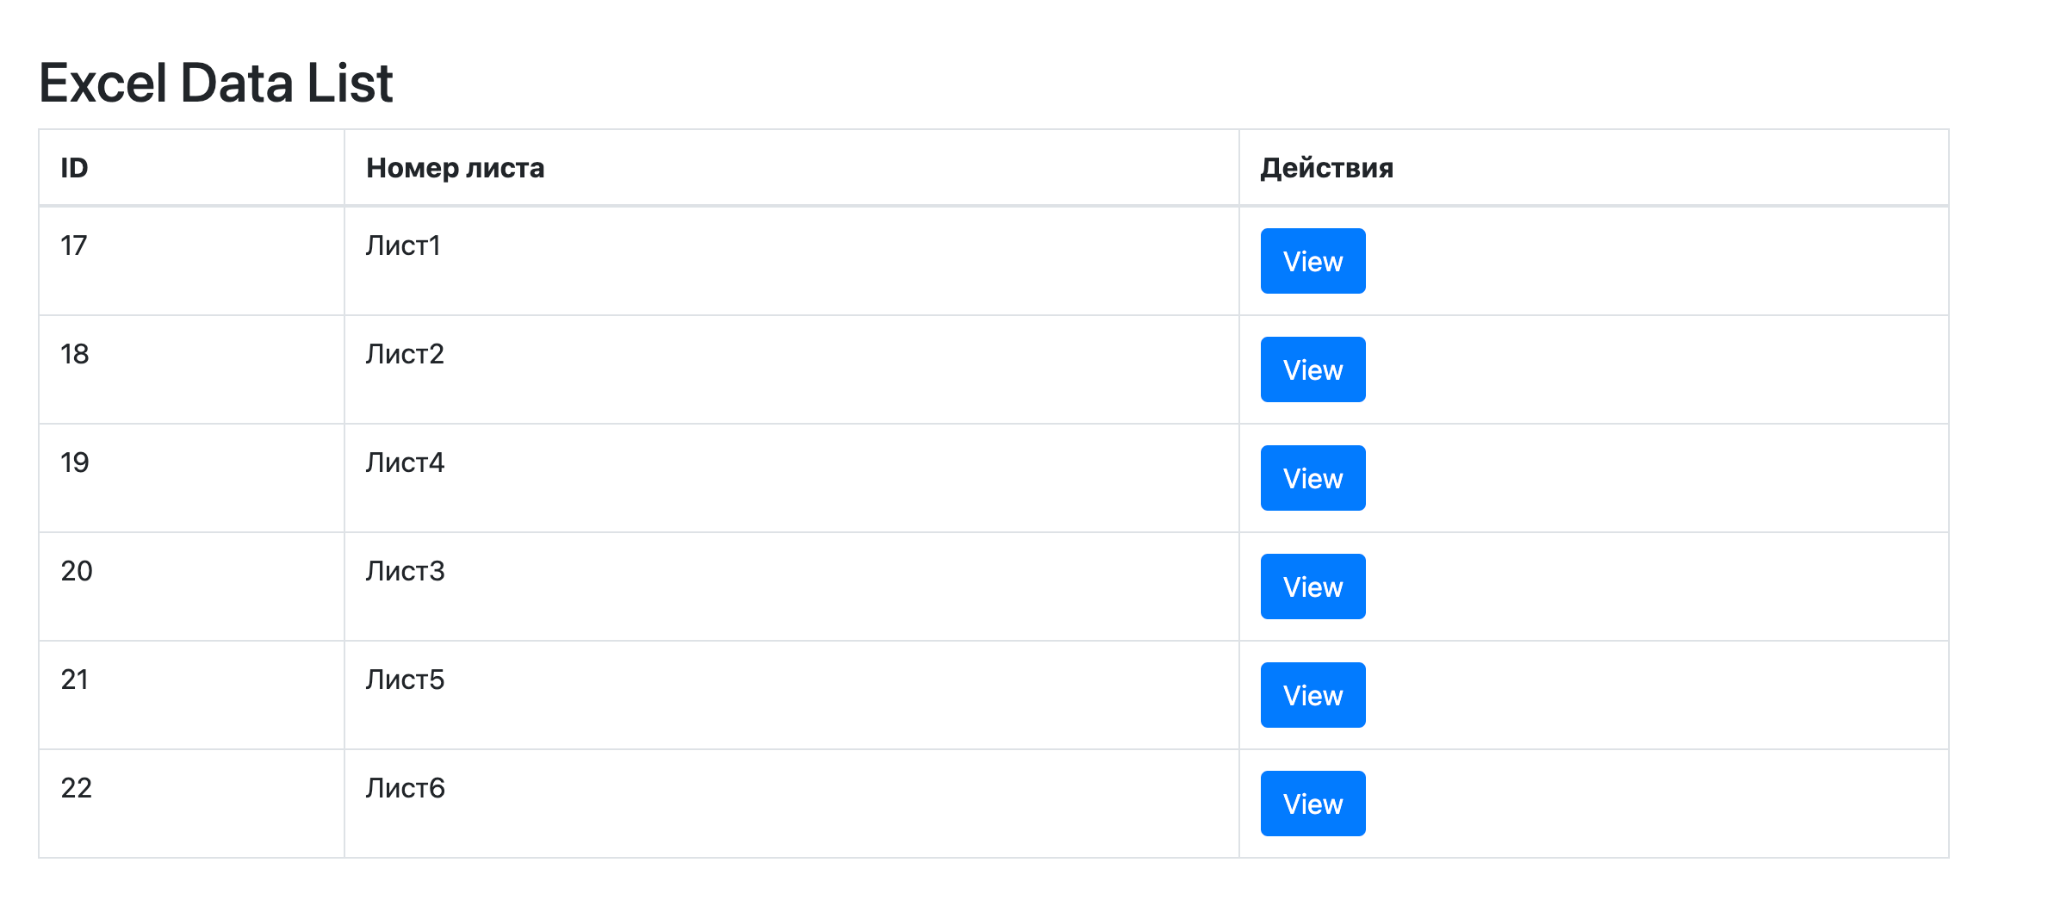 Excel Data List
ID Номер листа Действия
17 Лист1 View
18 Лист2 View
19 Лист4 View
20 Лист3 View
21 Лист5 View
22 Лист6 View